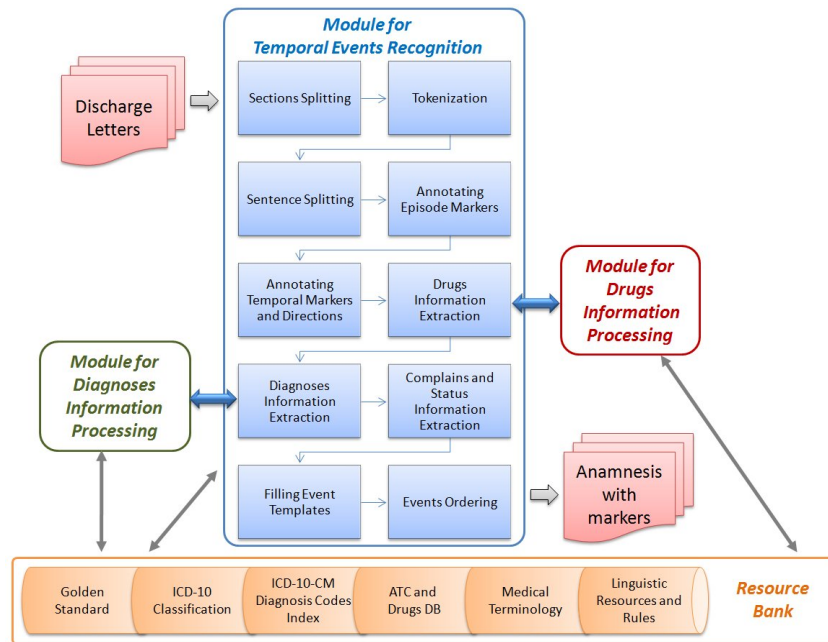 Module for
Temporal Events Recognition
Discharge
Letters
Sections Splitting
Tokenization
Sentence Splitting
Annotating
Episode Markers
Annotating
Temporal Markers
and Directions
Drugs
Information
Extraction
Module for
Drugs
Information
Processing
Module for
Diagnoses
Information
Processing
Diagnoses
Information
Extraction
Complains and
Status
Information
Extraction
Filling Event
Templates
Events Ordering
Anamnesis
with
markers
Golden
Standard
ICD-10
Classification
ICD-10-CM
Diagnosis Codes
Index
ATC and
Drugs DB
Medical
Terminology
Linguistic
Resources and
Rules
Resource
Bank